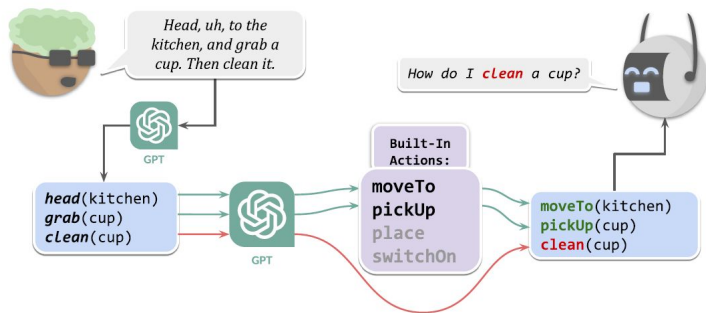 Head, uh, to the
kitchen, and grab a
cup. Then clean it.
How do I clean a cup?
GPT
Built-In
Actions:
head(kitchen)
grab(cup)
clean(cup)
GPT
moveTo
pickUp
place
switchOn
moveTo(kitchen)
pickUp(cup)
clean(cup)